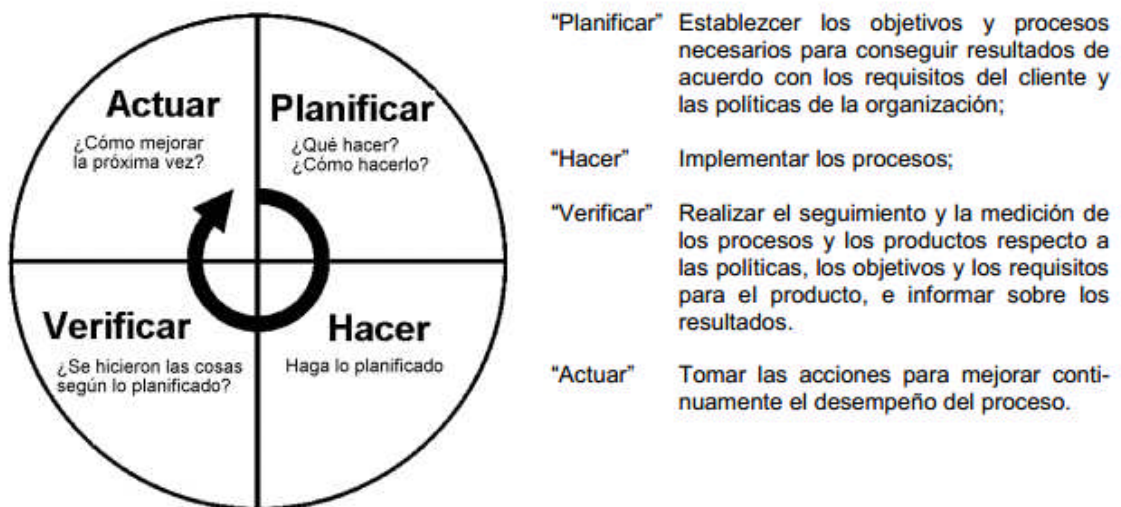 Actuar
¿Cómo mejorar
la próxima vez?
Planificar
¿Qué hacer?
¿Cómo hacerlo?
Verificar
¿Se hicieron las cosas
según lo planificado?
Hacer
Haga lo planificado
“Planificar” Establezcer los objetivos y procesos
necesarios para conseguir resultados de
acuerdo con los requisitos del cliente y
las políticas de la organización;
“Hacer” Implementar los procesos;
“Verificar” Realizar el seguimiento y la medición de
los procesos y los productos respecto a
las políticas, los objetivos y los requisitos
para el producto, e informar sobre los
resultados.
“Actuar” Tomar las acciones para mejorar conti-
nuamente el desempeño del proceso.